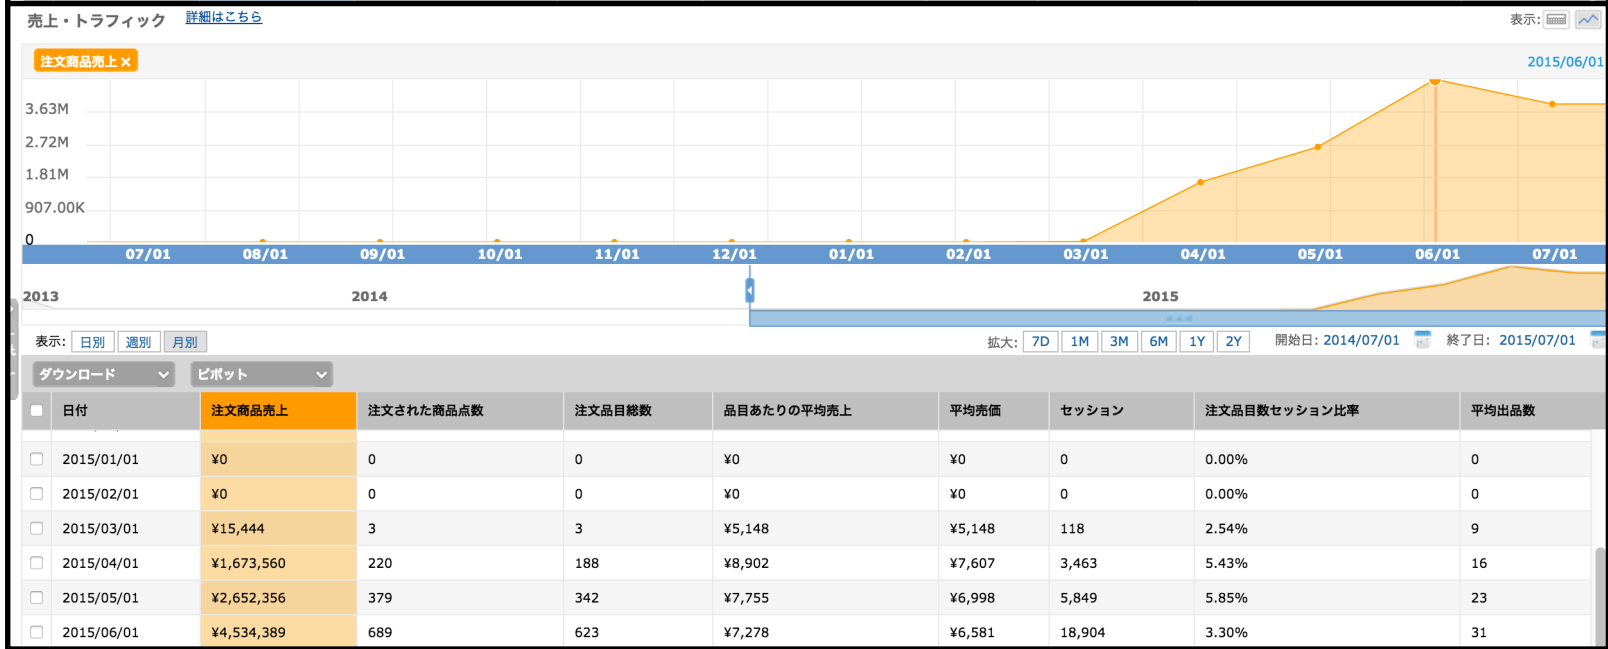 売上・トラフィック 詳細はこちら 表示:
注文商品売上 x 2015/06/01
3.63M
2.72M
1.81M
907.00K
0
07/01 08/01 09/01 10/01 11/01 12/01 01/01 02/01 03/01 04/01 05/01 06/01 07/01
2013 2014 2015
表示: 日別 週別 月別 拡大: 7D 1M 3M 6M 1Y 2Y 開始日: 2014/07/01 終了日: 2015/07/01
ダウンロード ピボット
日付 注文商品売上 注文された商品点数 注文品目総数 品目あたりの平均売上 平均売価 セッション 注文品目数セッション比率 平均出品数
2015/01/01 ¥0 0 0 ¥0 ¥0 0 0.00% 0
2015/02/01 ¥0 0 0 ¥0 ¥0 0 0.00% 0
2015/03/01 ¥15,444 3 3 ¥5,148 ¥5,148 118 2.54% 9
2015/04/01 ¥1,673,560 220 188 ¥8,902 ¥7,607 3,463 5.43% 16
2015/05/01 ¥2,652,356 379 342 ¥7,755 ¥6,998 5,849 5.85% 23
2015/06/01 ¥4,534,389 689 623 ¥7,278 ¥6,581 18,904 3.30% 31